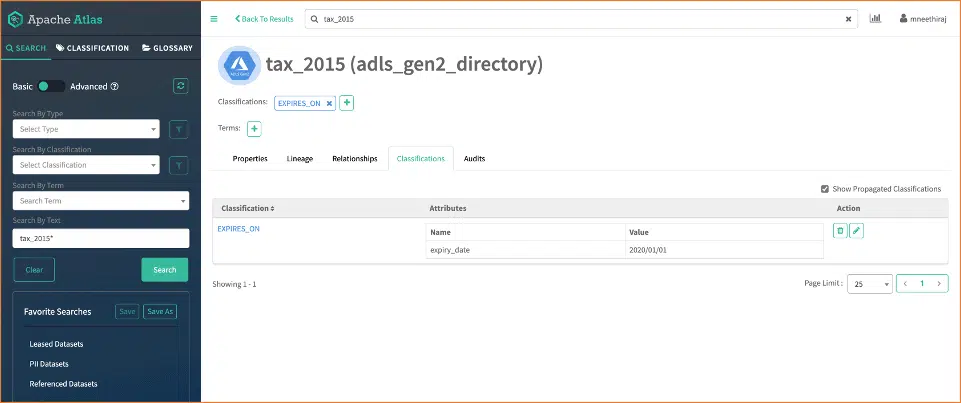 Apache Atlas
SEARCH CLASSIFICATION GLOSSARY
Basic Advanced
Search By Type
Select Type
Search By Classification
Select Classification
Search By Term
Search Term
Search By Text
tax_2015*
Clear Search
Favorite Searches Save Save As
Leased Datasets
PII Datasets
Referenced Datasets
Back To Results tax_2015 mneethiraj
tax_2015 (adls_gen2_directory)
Classifications: EXPIRES_ON
Terms:
Properties Lineage Relationships Classifications Audits
Show Propagated Classifications
Classification Attributes Action
EXPIRES_ON
Name Value
expiry_date 2020/01/01
Showing 1 - 1 Page Limit : 25 1